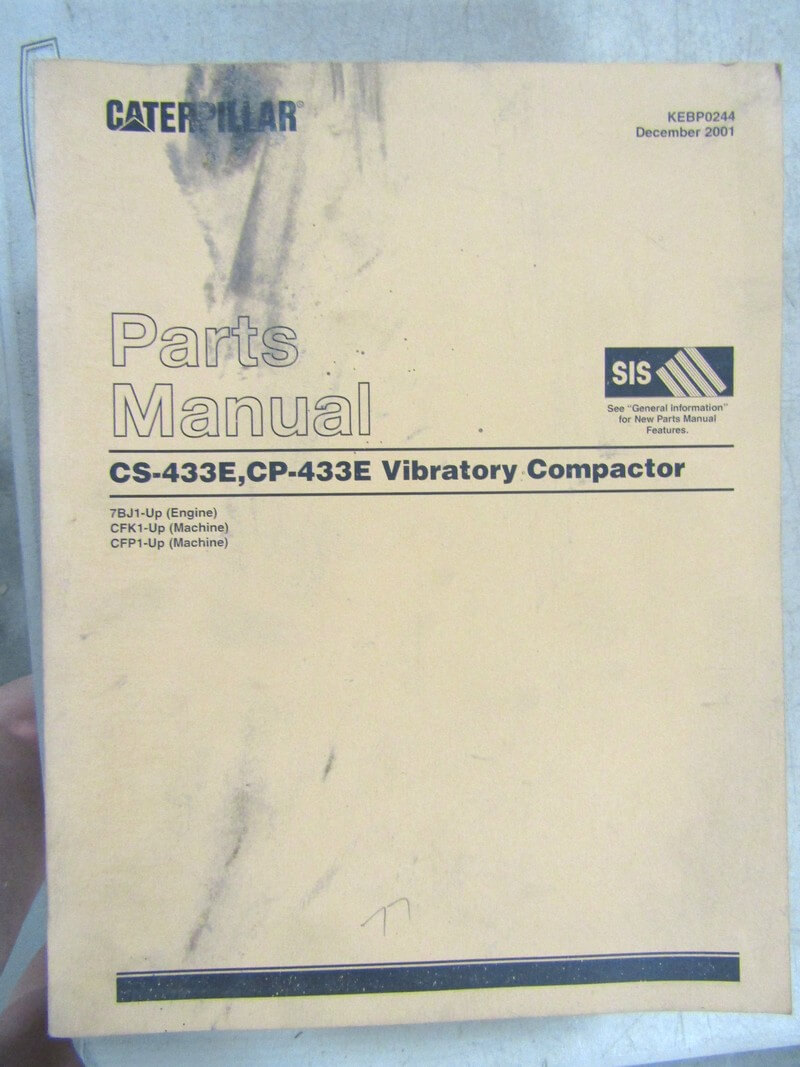 CATERPILLAR®
KEBP0244
December 2001
Parts
Manual
SIS
See "General information"
for New Parts Manual
Features.
CS-433E,CP-433E Vibratory Compactor
7BJ1-Up (Engine)
CFK1-Up (Machine)
CFP1-Up (Machine)